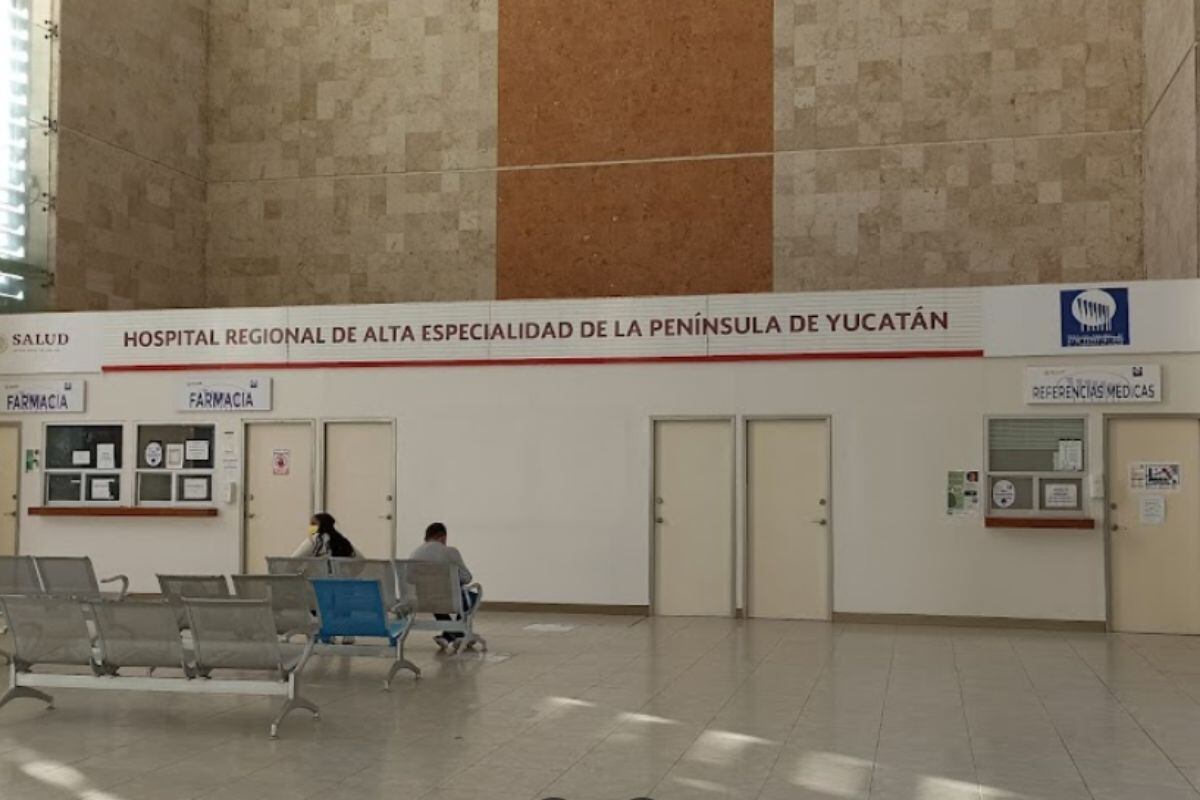 SALUD
HOSPITAL REGIONAL DE ALTA ESPECIALIDAD DE LA PENÍNSULA DE YUCATÁN
FARMACIA
FARMACIA
REFERENCIAS MEDICAS